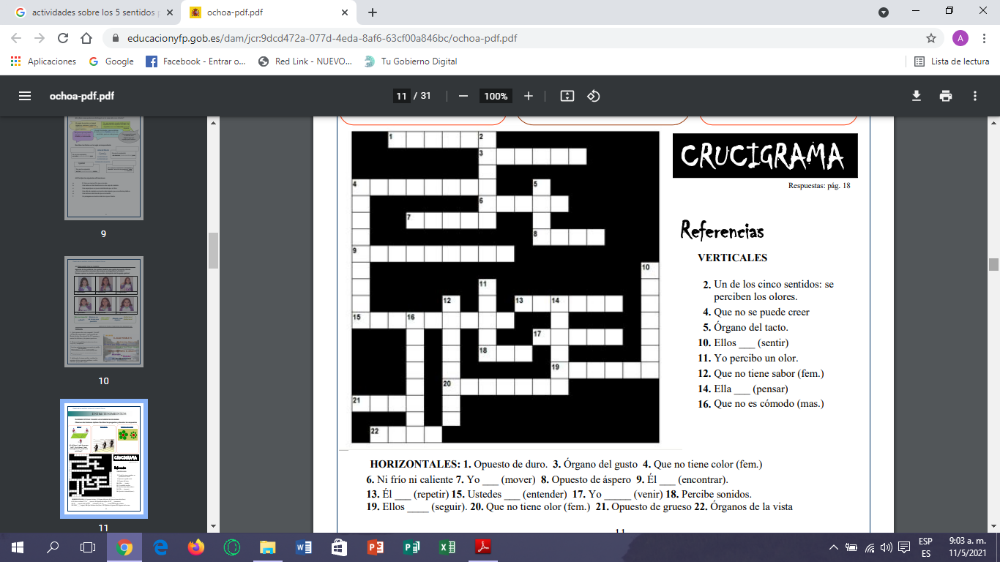 actividades sobre los 5 sentidos
ochoa-pdf.pdf
educacionyfp.gob.es/dam/jcr:9dcd472a-077d-4eda-8af6-63cf00a846bc/ochoa-pdf.pdf
A
Aplicaciones
Google
Facebook - Entrar o...
Red Link - NUEVO...
Tu Gobierno Digital
Lista de lectura
ochoa-pdf.pdf
11 / 31
100%
9
10
ENTRETENIMIENTOS
CRUCIGRAMA
Referencias
11
1 2
3
4 5
6
7
8
9
10
11
12 13 14
15 16
17
18
19
20
21
22
CRUCIGRAMA
Respuestas: pág. 18
Referencias
VERTICALES
2. Un de los cinco sentidos: se
perciben los olores.
4. Que no se puede creer
5. Órgano del tacto.
10. Ellos ___ (sentir)
11. Yo percibo un olor.
12. Que no tiene sabor (fem.)
14. Ella ___ (pensar)
16. Que no es cómodo (mas.)
HORIZONTALES: 1. Opuesto de duro. 3. Órgano del gusto 4. Que no tiene color (fem.)
6. Ni frío ni caliente 7. Yo ___ (mover) 8. Opuesto de ásparo 9. Él ___ (encontrar).
13. Él ___ (repetir) 15. Ustedes ___ (entender) 17. Yo _____ (venir) 18. Percibe sonidos.
19. Ellos ____ (seguir). 20. Que no tiene olor (fem.) 21. Opuesto de grueso 22. Órganos de la vista
11
ESP
ES
9:03 a. m.
11/5/2021